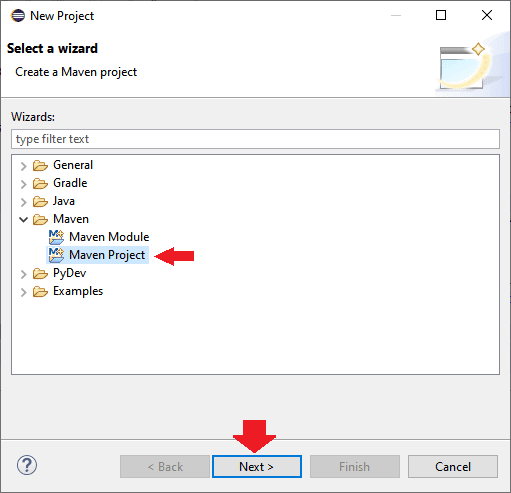 New Project
Select a wizard
Create a Maven project
Wizards:
type filter text
General
Gradle
Java
Maven
Maven Module
Maven Project
PyDev
Examples
?
< Back
Next >
Finish
Cancel